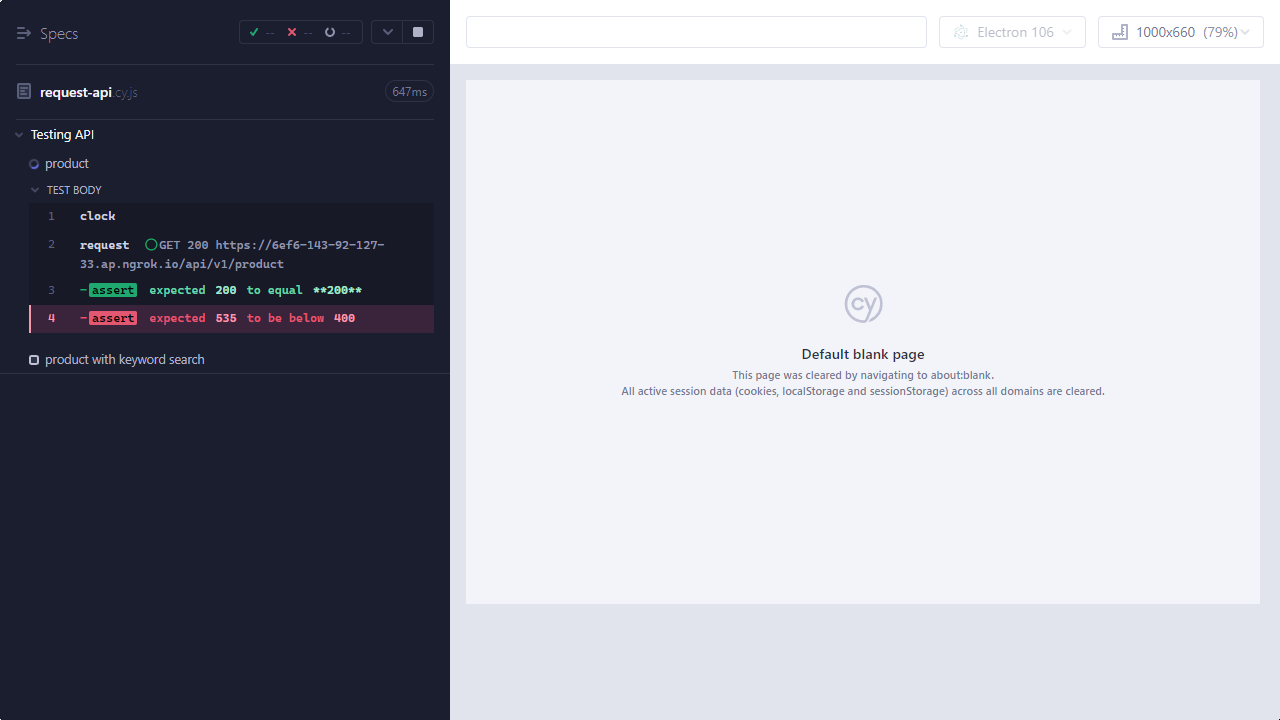 Specs
-- -- --
request-api.cy.js
647ms
Testing API
product
TEST BODY
1 clock
2 request GET 200 https://6ef6-143-92-127-
33.ap.ngrok.io/api/v1/product
3 -assert expected 200 to equal **200**
4 -assert expected 535 to be below 400
product with keyword search
Electron 106
1000x660 (79%)
cy
Default blank page
This page was cleared by navigating to about:blank.
All active session data (cookies, localStorage and sessionStorage) across all domains are cleared.